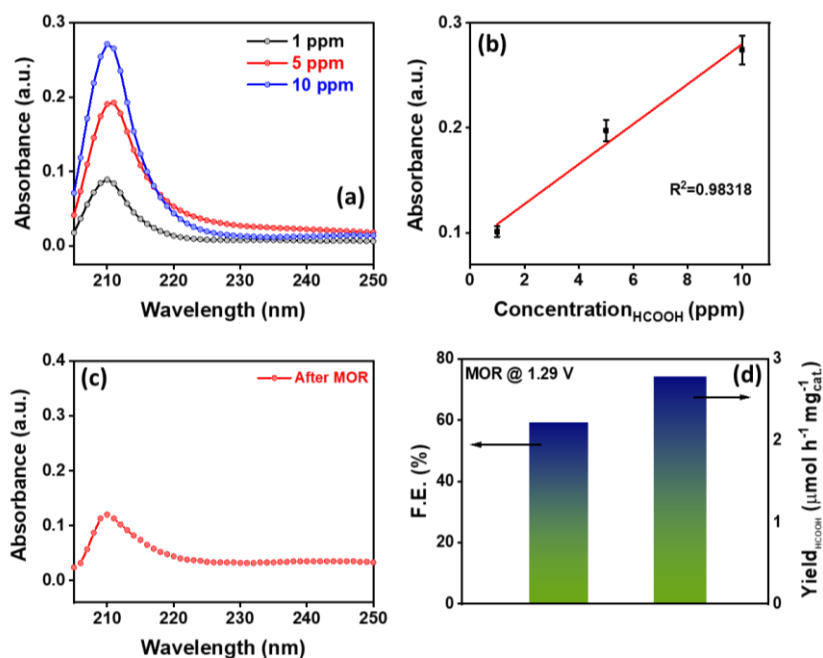 0.3
0.2
0.1
0.0
Absorbance (a.u.)
1 ppm
5 ppm
10 ppm
(a)
210 220 230 240 250
Wavelength (nm)
0.3
0.2
0.1
Absorbance (a.u.)
(b)
R²=0.98318
0 2 4 6 8 10
Concentration_HCOOH (ppm)
0.4
0.3
0.2
0.1
0.0
Absorbance (a.u.)
(c)
After MOR
210 220 230 240 250
Wavelength (nm)
80
60
40
20
0
F.E. (%)
MOR @ 1.29 V
(d)
3
2
1
0
Yield_HCOOH (μmol h⁻¹ mg⁻¹cat.)